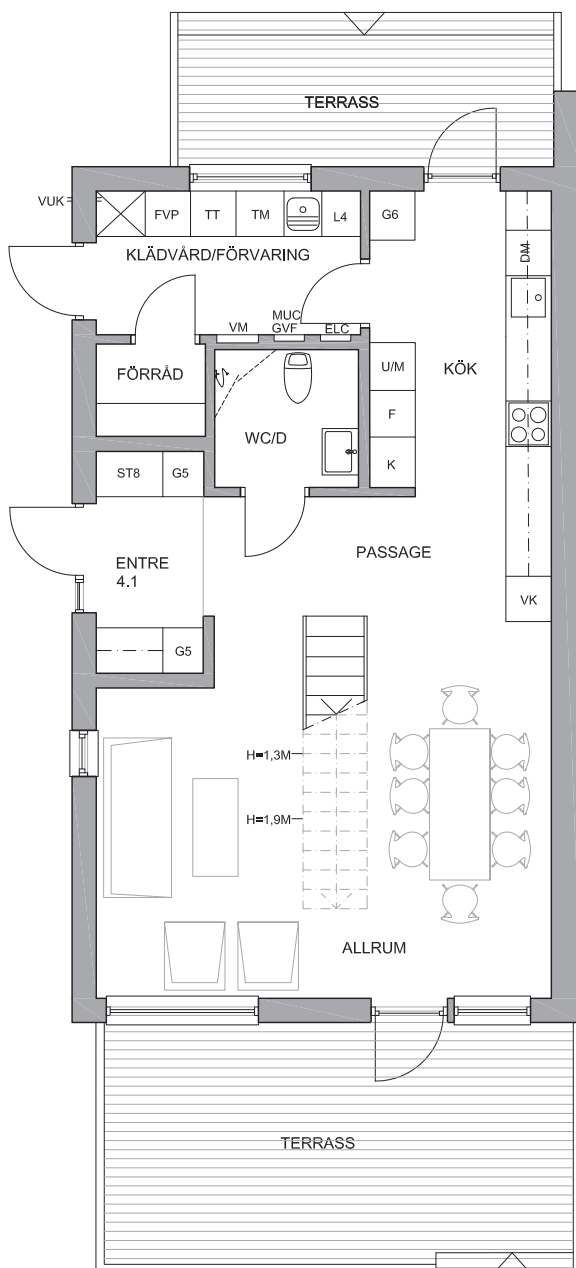 TERRASS
VUK
FVP
TT
TM
L4
G6
KLÄDVÅRD/FÖRVARING
DM
VM
MUC
GVF
ELC
FÖRRÅD
U/M
KÖK
F
WC/D
K
ST8
G5
PASSAGE
ENTRE
4.1
VK
G5
H=1,3M
H=1,9M
ALLRUM
TERRASS